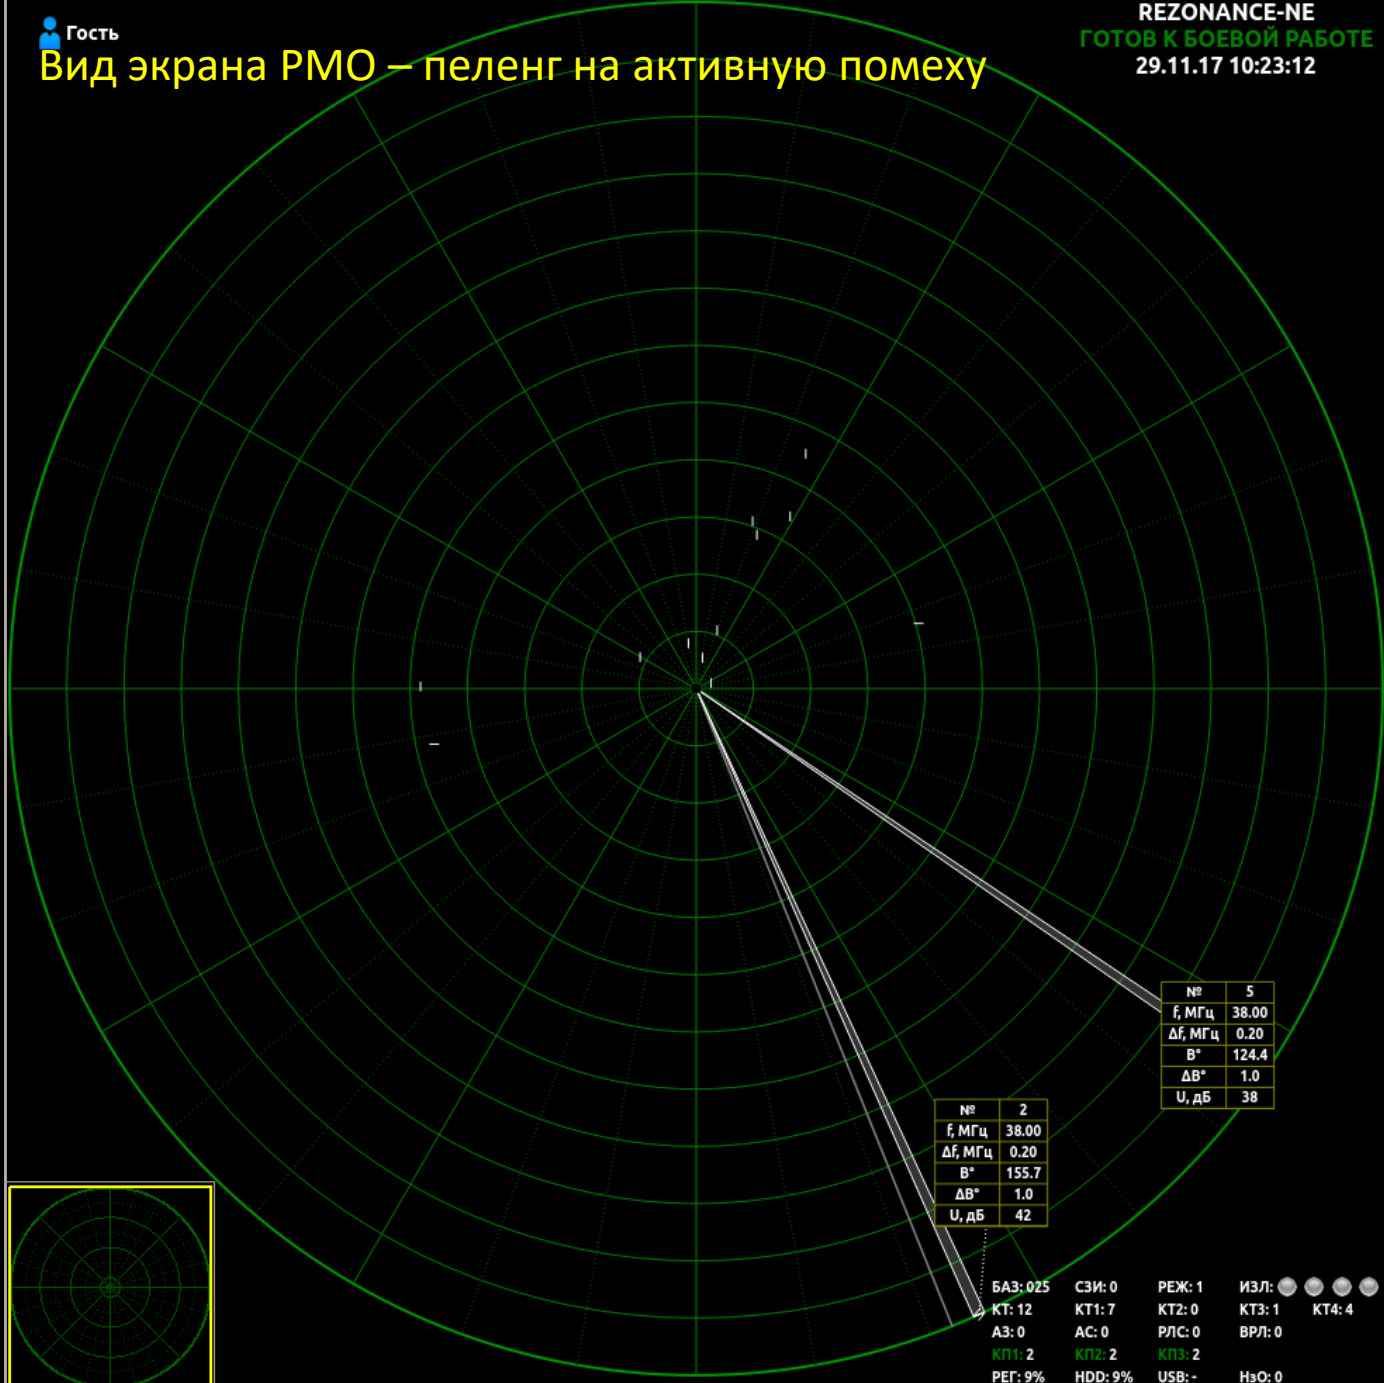 Гость
REZONANCE-NE
ГОТОВ К БОЕВОЙ РАБОТЕ
29.11.17 10:23:12
Вид экрана РМО – пеленг на активную помеху
№ 5
f, МГц 38.00
Δf, МГц 0.20
В° 124.4
ΔВ° 1.0
U, дБ 38
№ 2
f, МГц 38.00
Δf, МГц 0.20
В° 155.7
ΔВ° 1.0
U, дБ 42
БАЗ: 025 СЗИ: 0 РЕЖ: 1 ИЗЛ:
КТ: 12 КТ1: 7 КТ2: 0 КТ3: 1 КТ4: 4
АЗ: 0 АС: 0 РЛС: 0 ВРЛ: 0
КП1: 2 КП2: 2 КП3: 2
РЕГ: 9% HDD: 9% USB: - НзО: 0